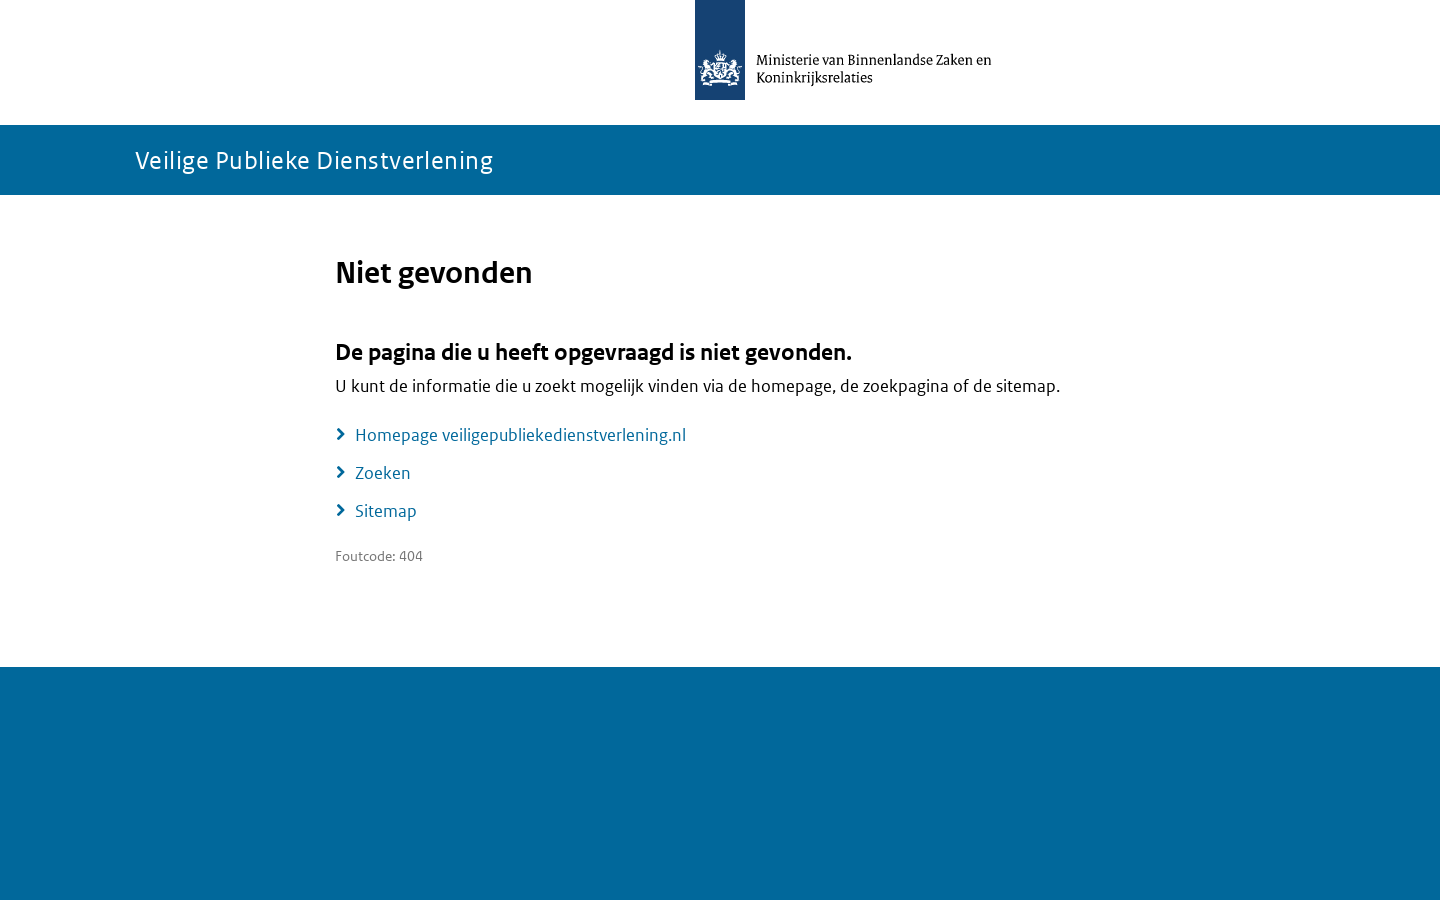 Ministerie van Binnenlandse Zaken en
Koninkrijksrelaties
Veilige Publieke Dienstverlening
Niet gevonden
De pagina die u heeft opgevraagd is niet gevonden.
U kunt de informatie die u zoekt mogelijk vinden via de homepage, de zoekpagina of de sitemap.
Homepage veiligepubliekedienstverlening.nl
Zoeken
Sitemap
Foutcode: 404